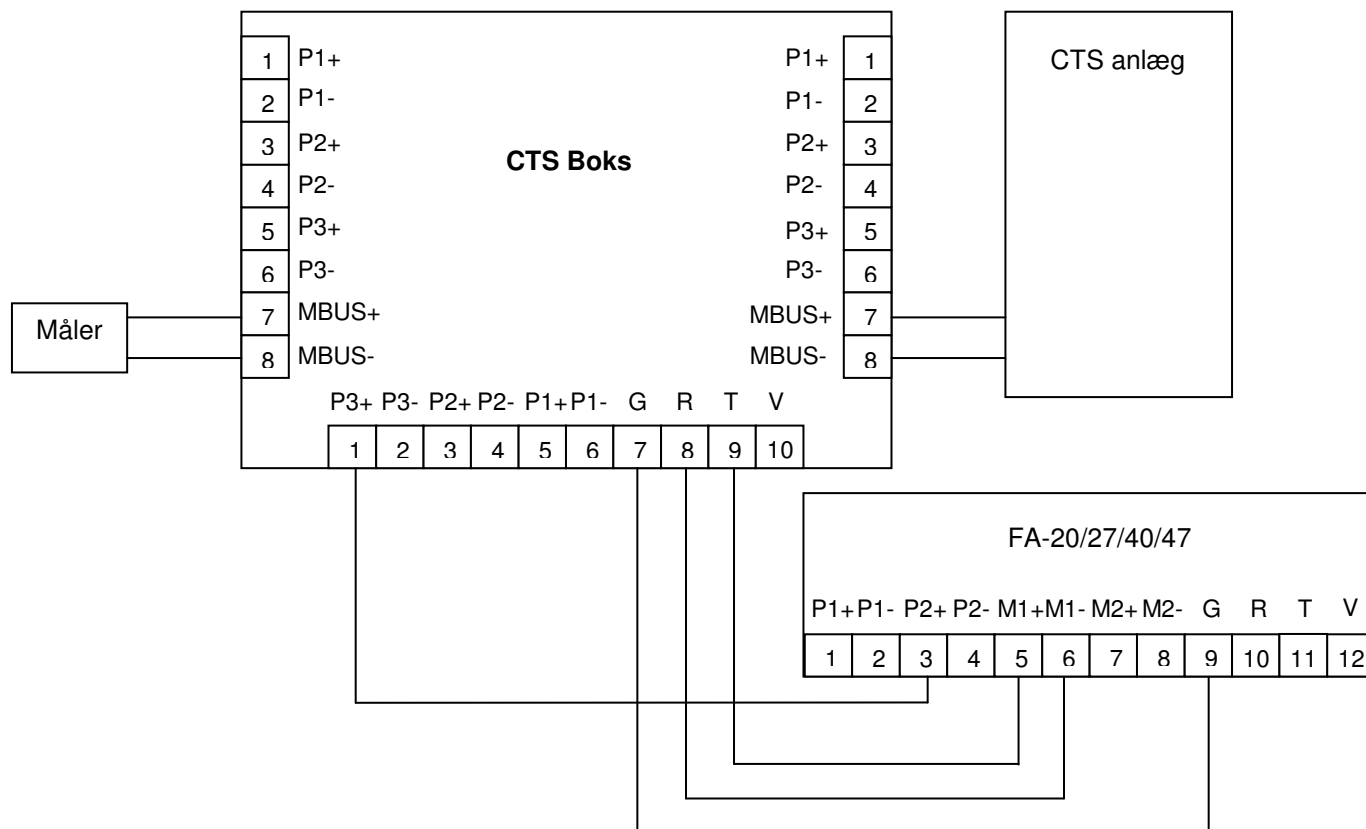 CTS Boks
1 P1+
2 P1-
3 P2+
4 P2-
5 P3+
6 P3-
7 MBUS+
8 MBUS-
P1+ 1
P1- 2
P2+ 3
P2- 4
P3+ 5
P3- 6
MBUS+ 7
MBUS- 8
CTS anlæg
Måler
P3+ P3- P2+ P2- P1+ P1- G R T V
1 2 3 4 5 6 7 8 9 10
FA-20/27/40/47
P1+ P1- P2+ P2- M1+ M1- M2+ M2- G R T V
1 2 3 4 5 6 7 8 9 10 11 12